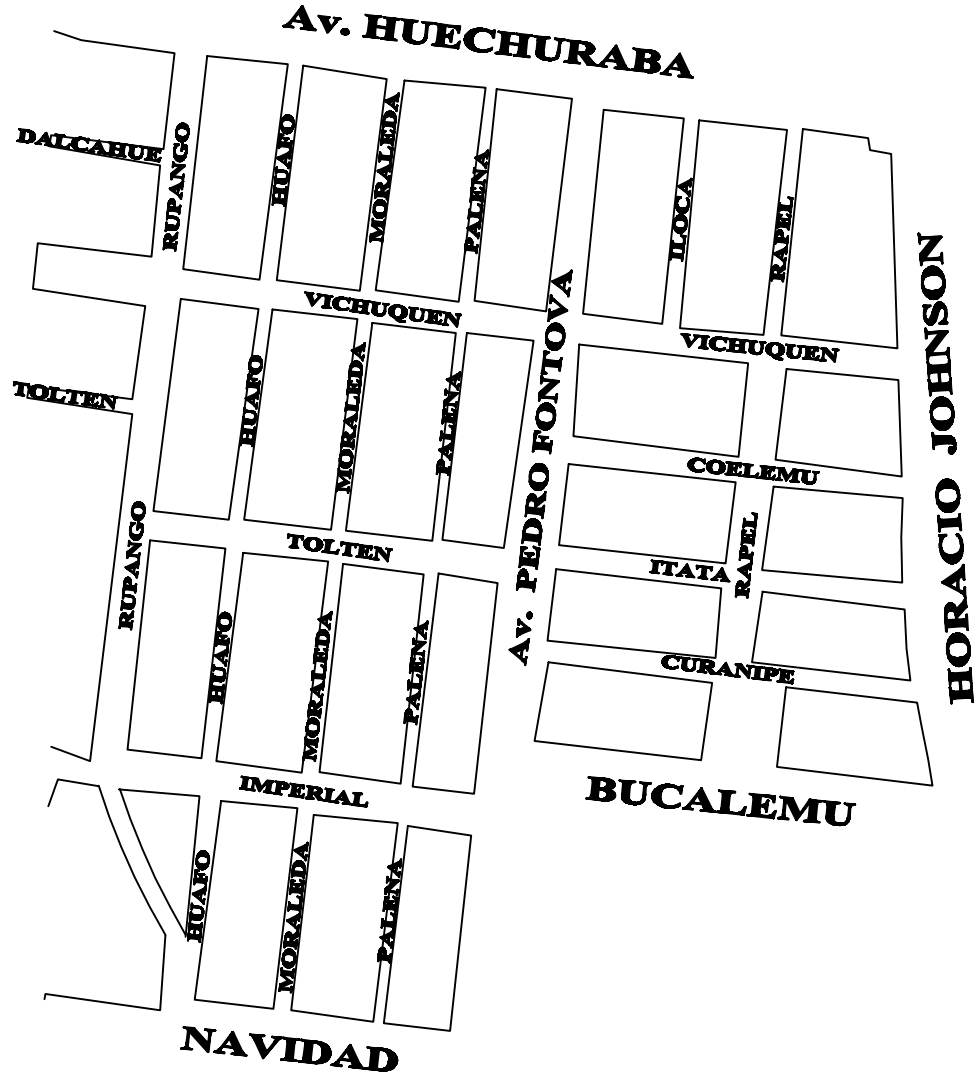 Av. HUECHURABA
DALCAHUE
RUPANGO
HUAFO
MORALEDA
PALENA
ILOCA
RAPEL
VICHUQUEN
VICHUQUEN
HORACIO JOHNSON
Av. PEDRO FONTOVA
TOLTEN
HUAFO
MORALEDA
PALENA
COELEMU
RUPANGO
TOLTEN
ITATA
RAPEL
HUAFO
MORALEDA
PALENA
CURANIPE
IMPERIAL
BUCALEMU
HUAFO
MORALEDA
PALENA
NAVIDAD